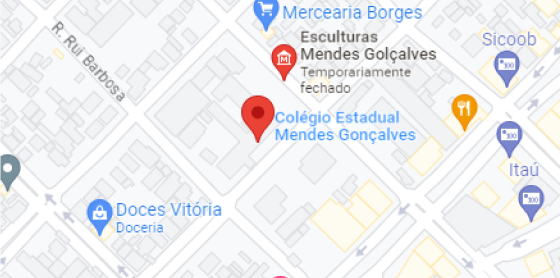 Mercearia Borges
R. Rui Barbosa
Esculturas
Mendes Golçalves
Temporariamente
fechado
Sicoob
Colégio Estadual
Mendes Gonçalves
Itaú
Doces Vitória
Doceria